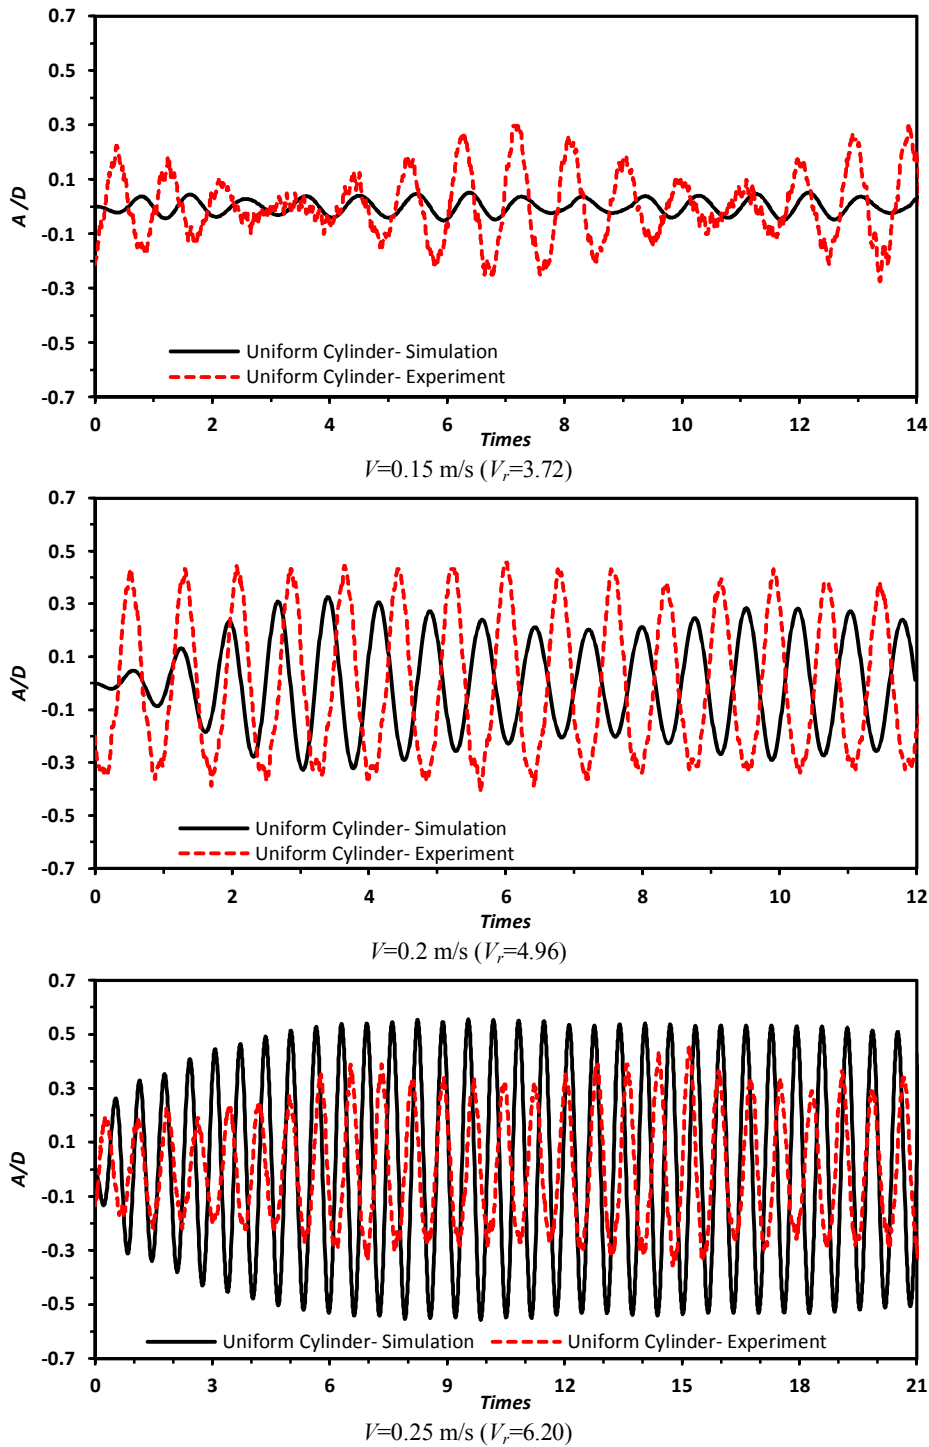 0.7
0.5
0.3
0.1
-0.1
-0.3
-0.5
-0.7
A /D
Uniform Cylinder- Simulation
Uniform Cylinder- Experiment
0 2 4 6 8 10 12 14
Times
V=0.15 m/s (Vr=3.72)
0.7
0.5
0.3
0.1
-0.1
-0.3
-0.5
-0.7
A/D
Uniform Cylinder- Simulation
Uniform Cylinder- Experiment
0 2 4 6 8 10 12
Times
V=0.2 m/s (Vr=4.96)
0.7
0.5
0.3
0.1
-0.1
-0.3
-0.5
-0.7
A/D
Uniform Cylinder- Simulation Uniform Cylinder- Experiment
0 3 6 9 12 15 18 21
Times
V=0.25 m/s (Vr=6.20)